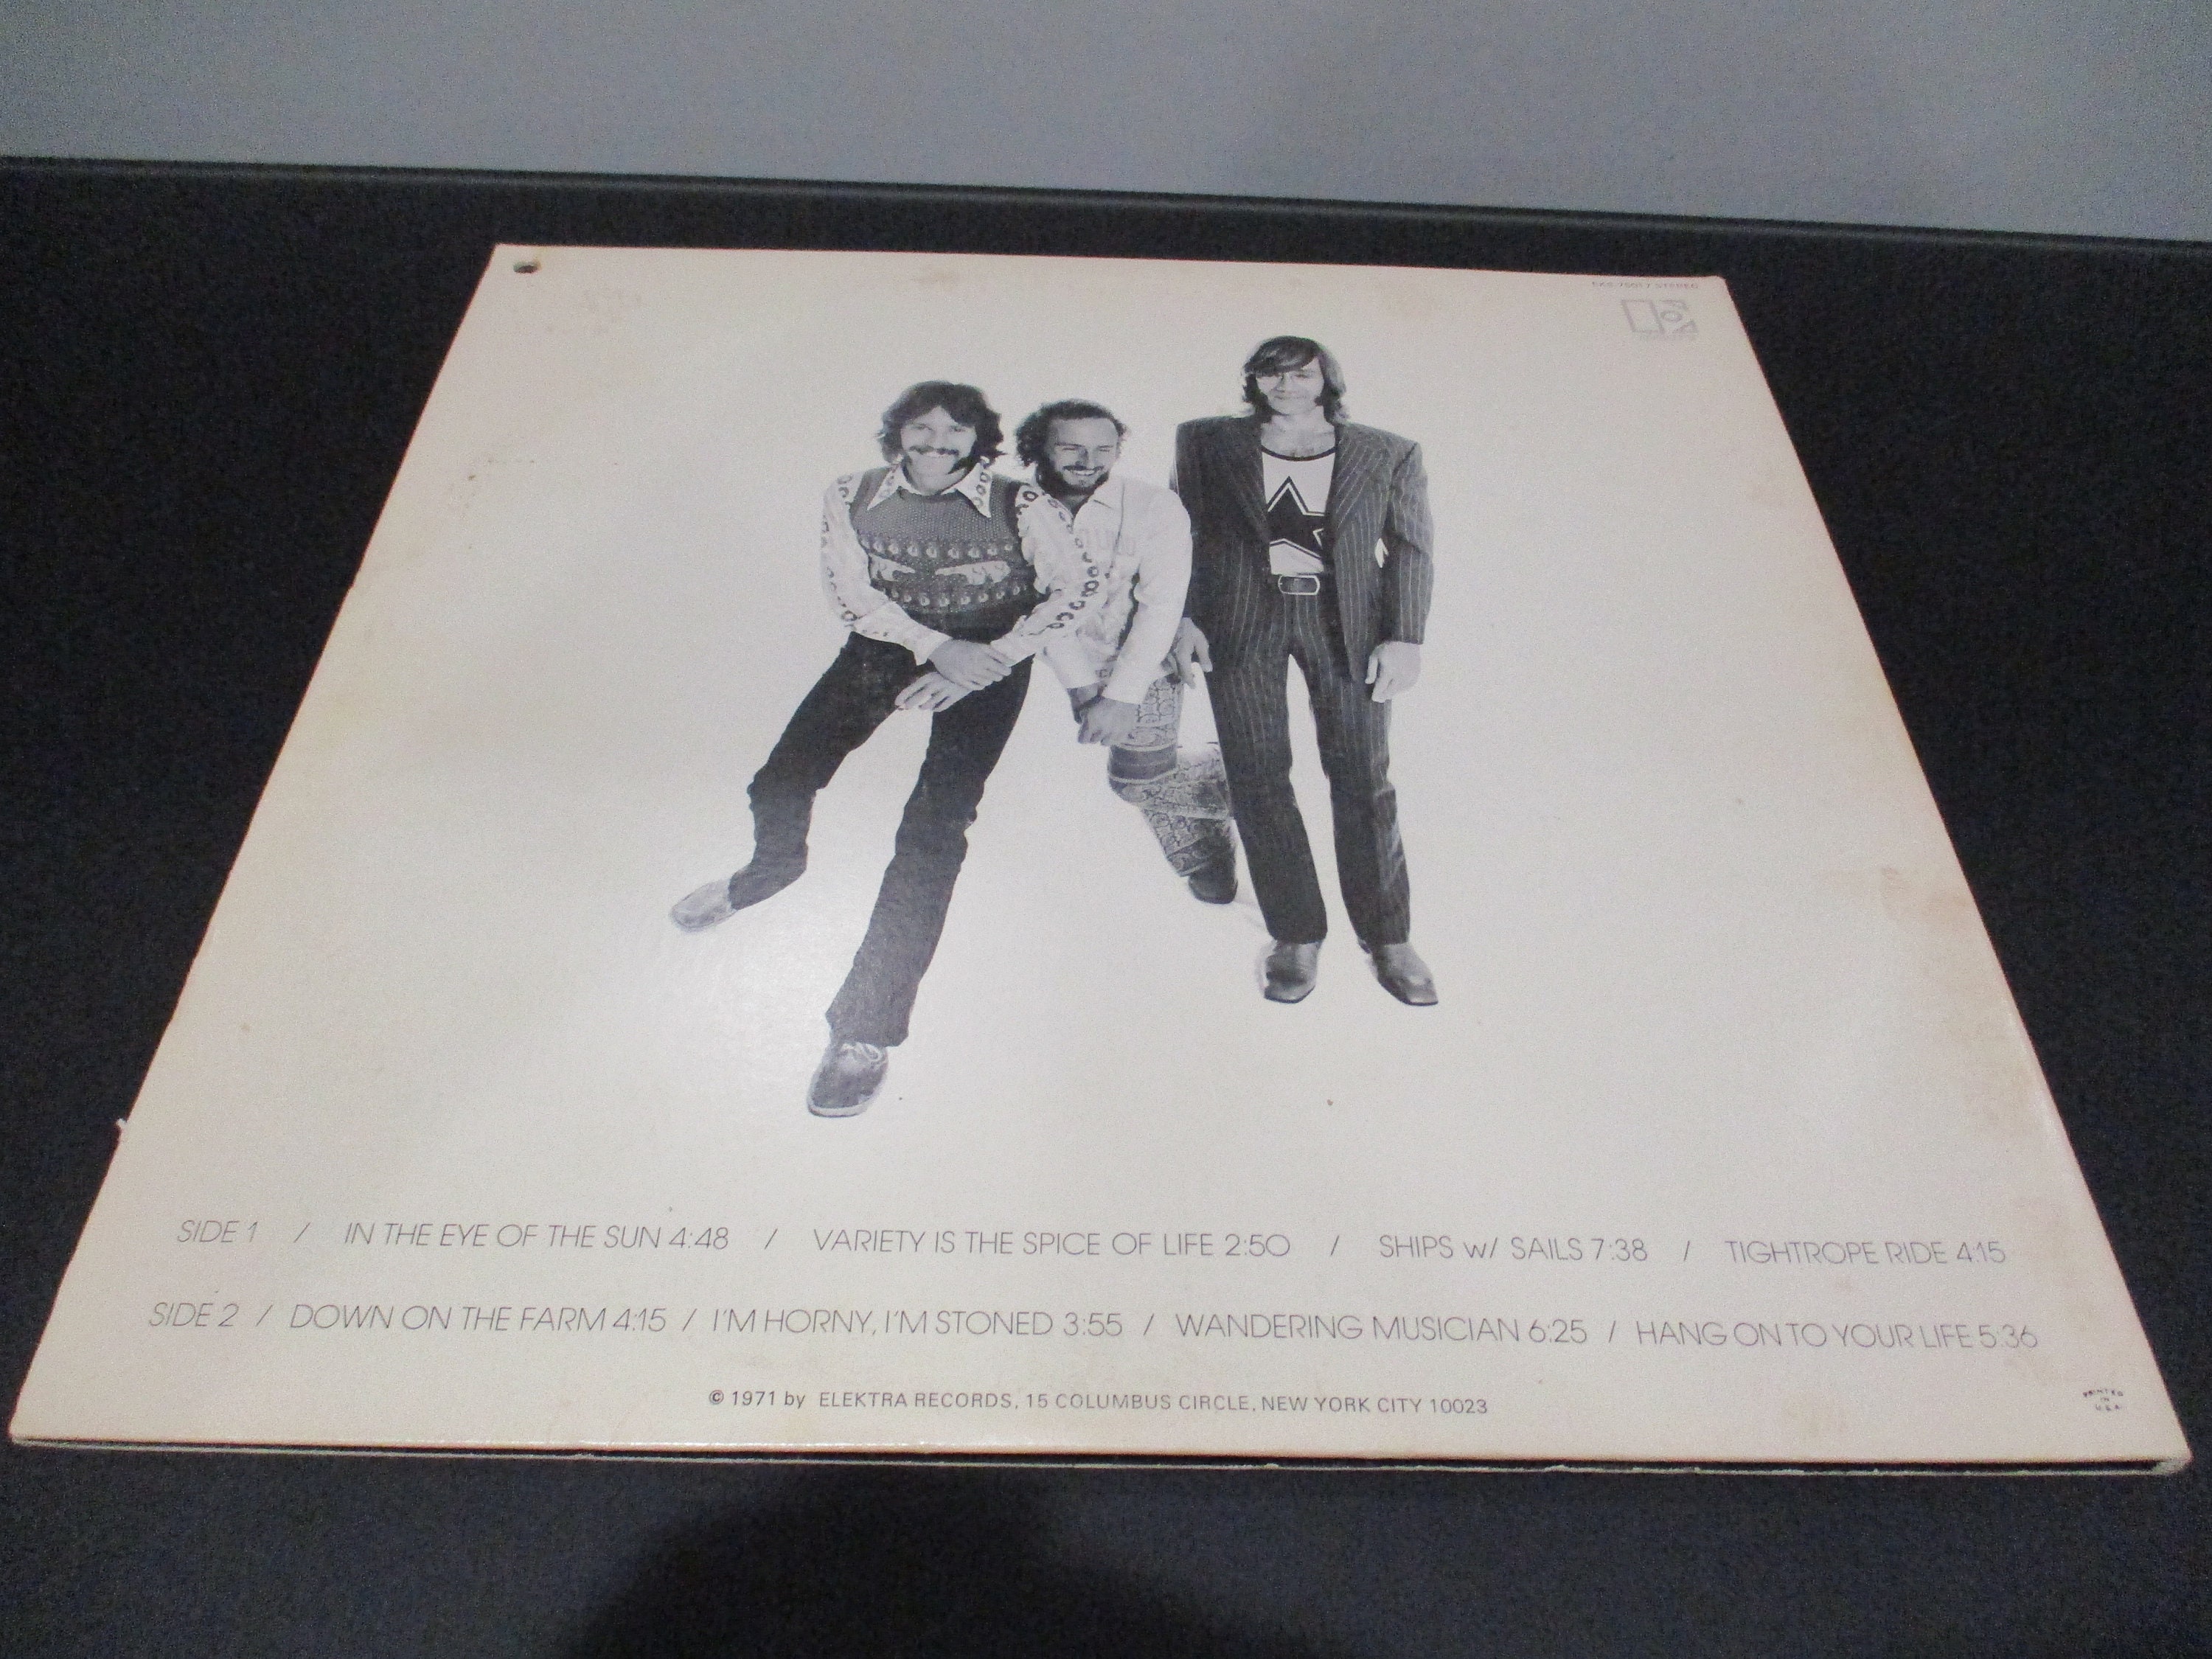 STEREO
SIDE 1 / IN THE EYE OF THE SUN 4:48 / VARIETY IS THE SPICE OF LIFE 2:50 / SHIPS w/ SAILS 7:38 / TIGHTROPE RIDE 4:15
SIDE 2 / DOWN ON THE FARM 4:15 / I'M HORNY, I'M STONED 3:55 / WANDERING MUSICIAN 6:25 / HANG ON TO YOUR LIFE 5:36
© 1971 by ELEKTRA RECORDS, 15 COLUMBUS CIRCLE, NEW YORK CITY 10023
PRINTED
IN
U.S.A.